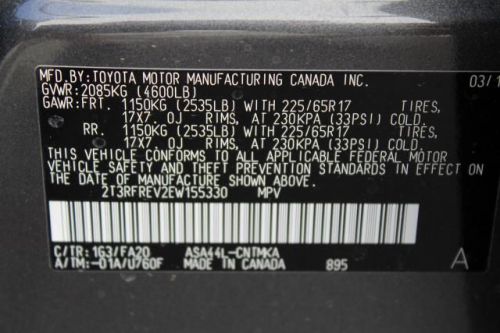 MFD.BY:TOYOTA MOTOR MANUFACTURING CANADA INC. 03/1
GVWR: 2085KG (4600LB)
GAWR:FRT. 1150KG (2535LB) WITH 225/65R17 TIRES,
17X7. 0J RIMS, AT 230KPA (33PSI) COLD.
RR. 1150KG (2535LB) WITH 225/65R17 TIRES,
17X7. 0J RIMS, AT 230KPA (33PSI) COLD.
THIS VEHICLE CONFORMS TO ALL APPLICABLE FEDERAL MOTOR
VEHICLE SAFETY AND THEFT PREVENTION STANDARDS IN EFFECT
ON THE DATE OF MANUFACTURE SHOWN ABOVE.
2T3RFREV2EW155330 MPV
C/TR: 1G3/FA20 ASA44L-CNTMKA
A/TM:-01A/U760F MADE IN CANADA 895 A